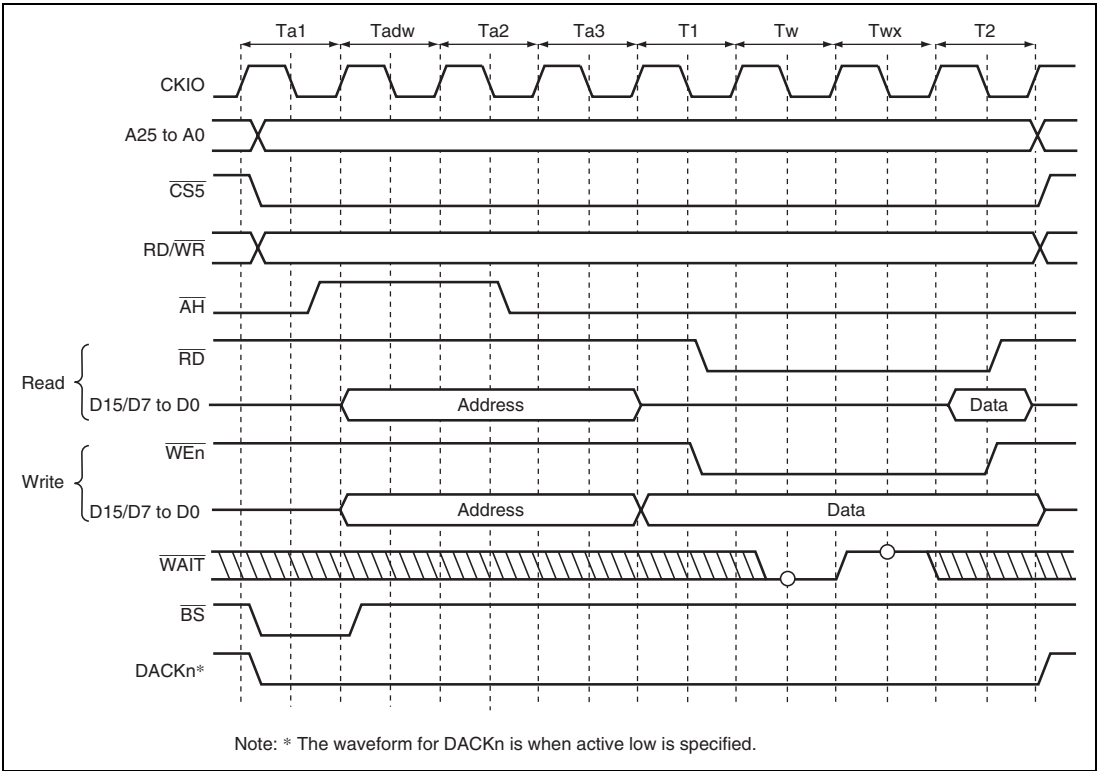 Ta1 Tadw Ta2 Ta3 T1 Tw Twx T2
CKIO
A25 to A0
CS5
RD/WR
AH
RD
Read
D15/D7 to D0
Address
Data
WEn
Write
D15/D7 to D0
Address
Data
WAIT
BS
DACKn*
Note: * The waveform for DACKn is when active low is specified.